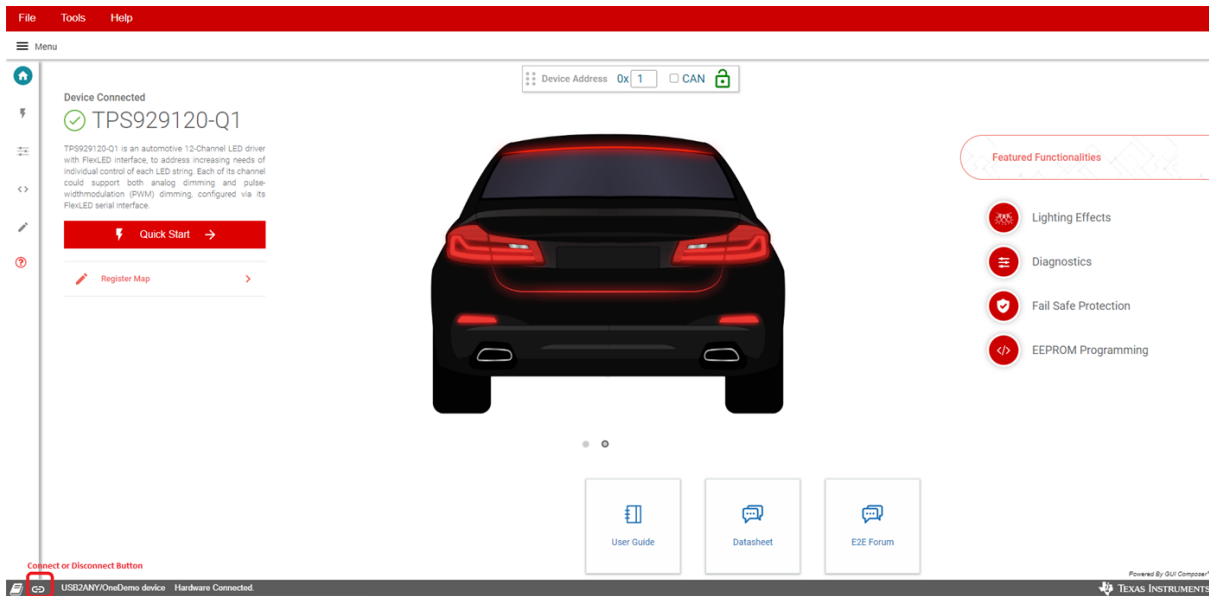 File Tools Help
Menu
Device Address 0x 1 CAN
Device Connected
TPS929120-Q1
TPS929120-Q1 is an automotive 12-Channel LED driver
with FlexLED interface, to address increasing needs of
individual control of each LED string. Each of its channel
could support both analog dimming and pulse-
widthmodulation (PWM) dimming, configured via its
FlexLED serial interface.
Quick Start
Register Map
Featured Functionalities
Lighting Effects
Diagnostics
Fail Safe Protection
EEPROM Programming
User Guide
Datasheet
E2E Forum
Connect or Disconnect Button
Powered By GUI Composer™
USB2ANY/OneDemo device Hardware Connected.
TEXAS INSTRUMENTS